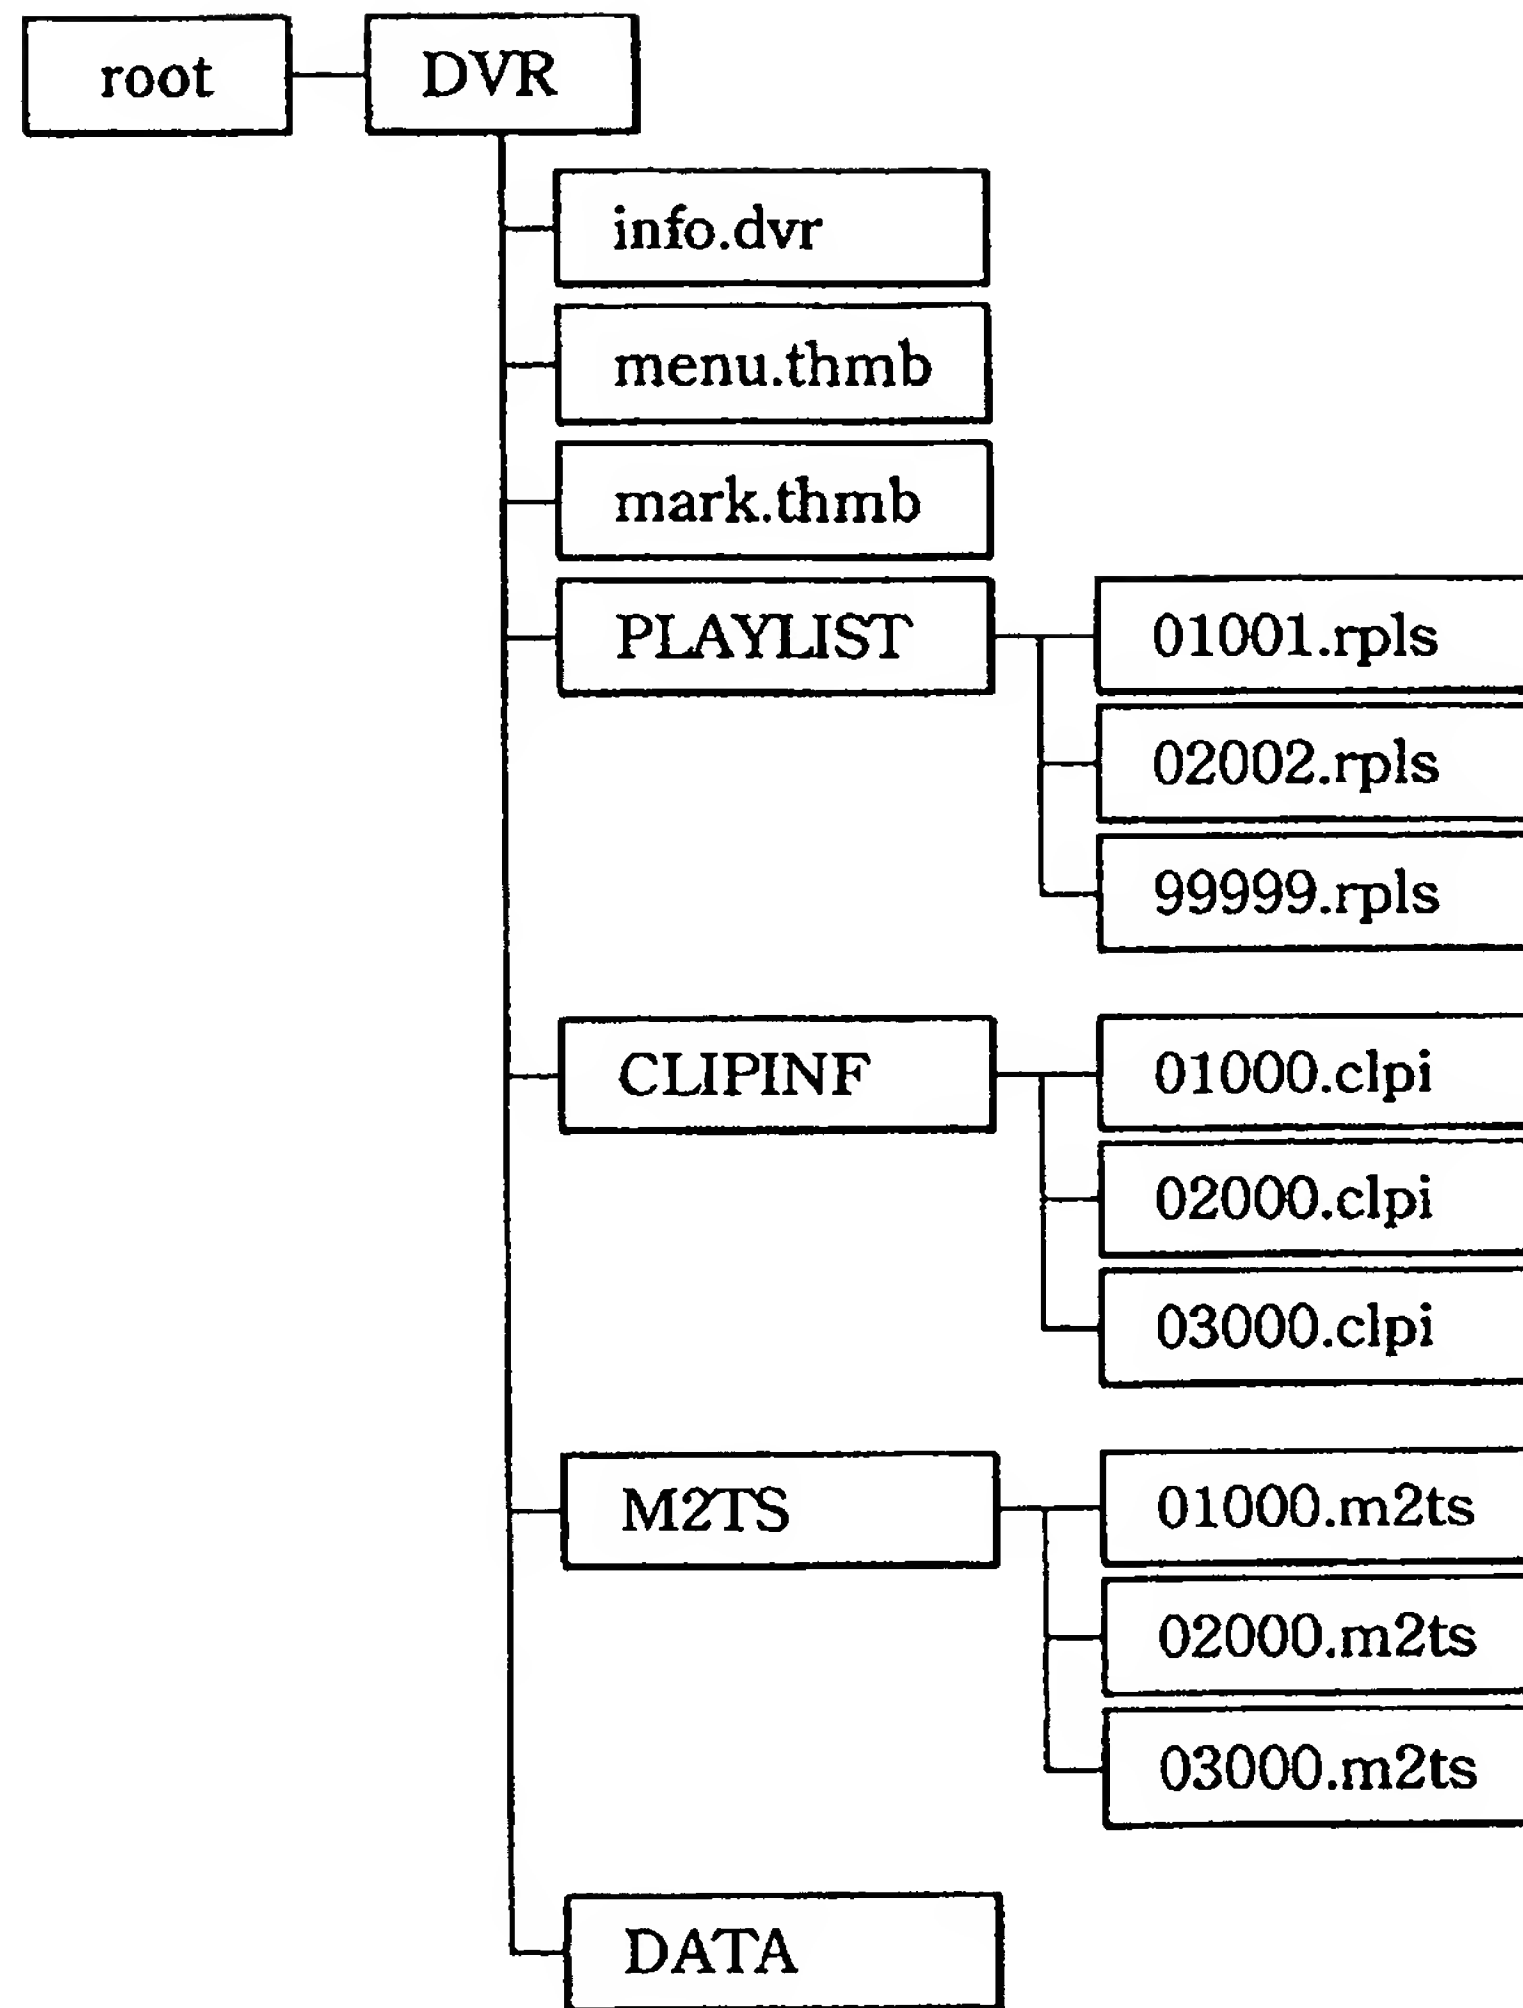 root
DVR
info.dvr
menu.thmb
mark.thmb
PLAYLIST
01001.rpls
02002.rpls
99999.rpls
CLIPINF
01000.clpi
02000.clpi
03000.clpi
M2TS
01000.m2ts
02000.m2ts
03000.m2ts
DATA